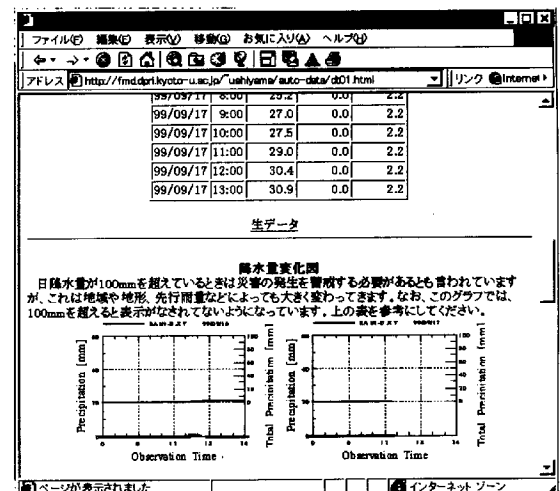 ファイル(F) 編集(E) 表示(V) 移動(G) お気に入り(A) ヘルプ(H)
アドレス http://fmd.dpri.kyoto-u.ac.jp/~ushiyama/auto-data/dt01.html リンク Internet
99/09/17 8:00 25.2 0.0 2.2
99/09/17 9:00 27.0 0.0 2.2
99/09/17 10:00 27.5 0.0 2.2
99/09/17 11:00 29.0 0.0 2.2
99/09/17 12:00 30.4 0.0 2.2
99/09/17 13:00 30.9 0.0 2.2
生データ
降水量変化図
日降水量が100mmを超えているときは災害の発生を警戒する必要があるとも言われています
が、これは地域や地形、先行雨量などによっても大きく変わってきます。なお、このグラフでは、
100mmを超えると表示がなされてないようになっています。上の表を参考にしてください。
Precipitation [mm]
Total Precipitation [mm]
Observation Time
Precipitation [mm]
Total Precipitation [mm]
Observation Time
ページが表示されました インターネット ゾーン